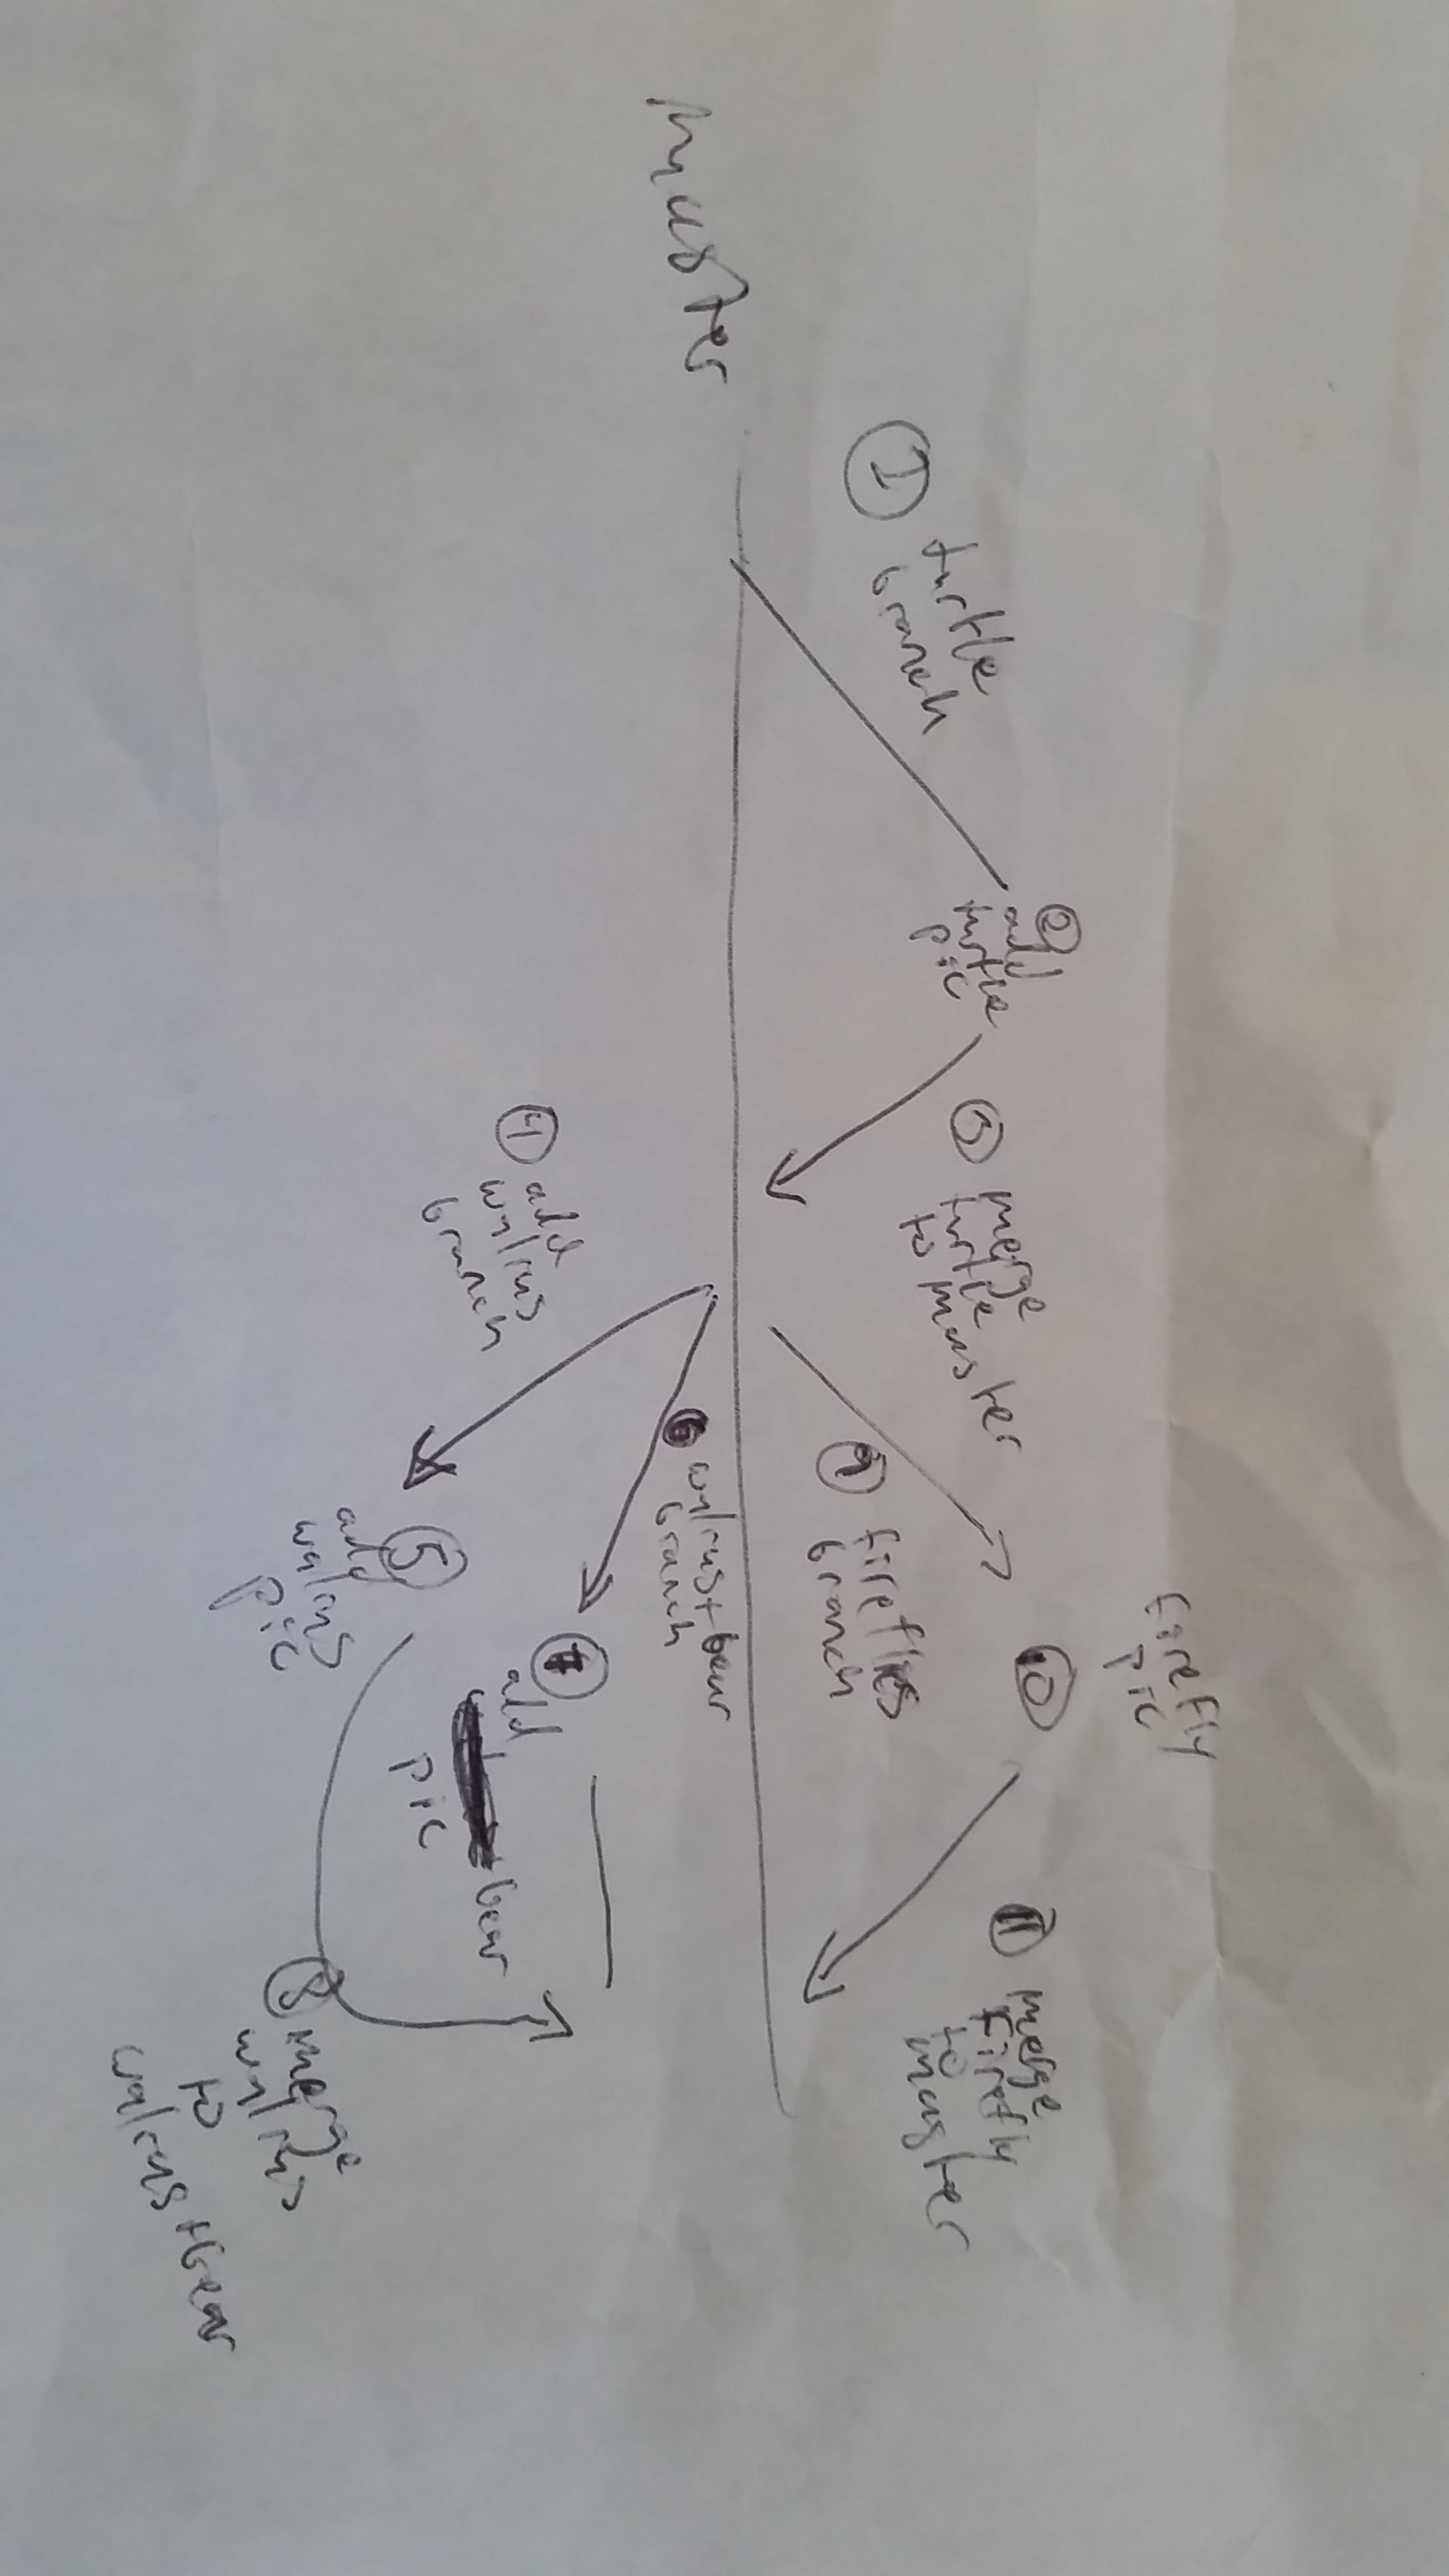 master
① turtle
branch
②
add
turtle
pic
③ merge
turtle
to master
④ add
walrus
branch
⑤
add
walrus
pic
⑥ walrus+bear
branch
⑦
add
bear
pic
⑧ merge
walrus
to
walrus+bear
⑨ fireflies
branch
⑩
firefly
pic
⑪ merge
firefly
to
master